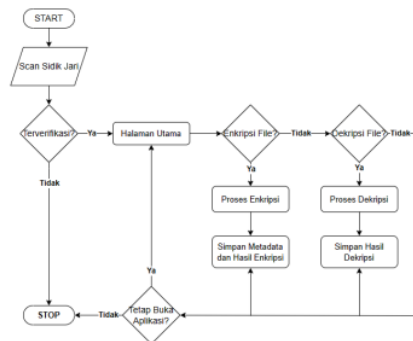 START
Scan Sidik Jari
Terverifikasi?
Ya
Halaman Utama
Enkripsi File?
Tidak
Dekripsi File?
Tidak
Tidak
Ya
Ya
Proses Enkripsi
Proses Dekripsi
Simpan Metadata
dan Hasil Enkripsi
Simpan Hasil
Dekripsi
Ya
STOP
Tidak
Tetap Buka
Aplikasi?